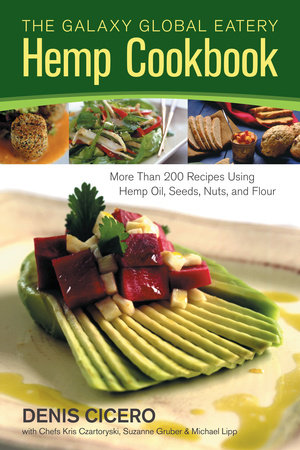 THE GALAXY GLOBAL EATERY
Hemp Cookbook
More Than 200 Recipes Using
Hemp Oil, Seeds, Nuts, and Flour
DENIS CICERO
with Chefs Kris Czartoryski, Suzanne Gruber & Michael Lipp